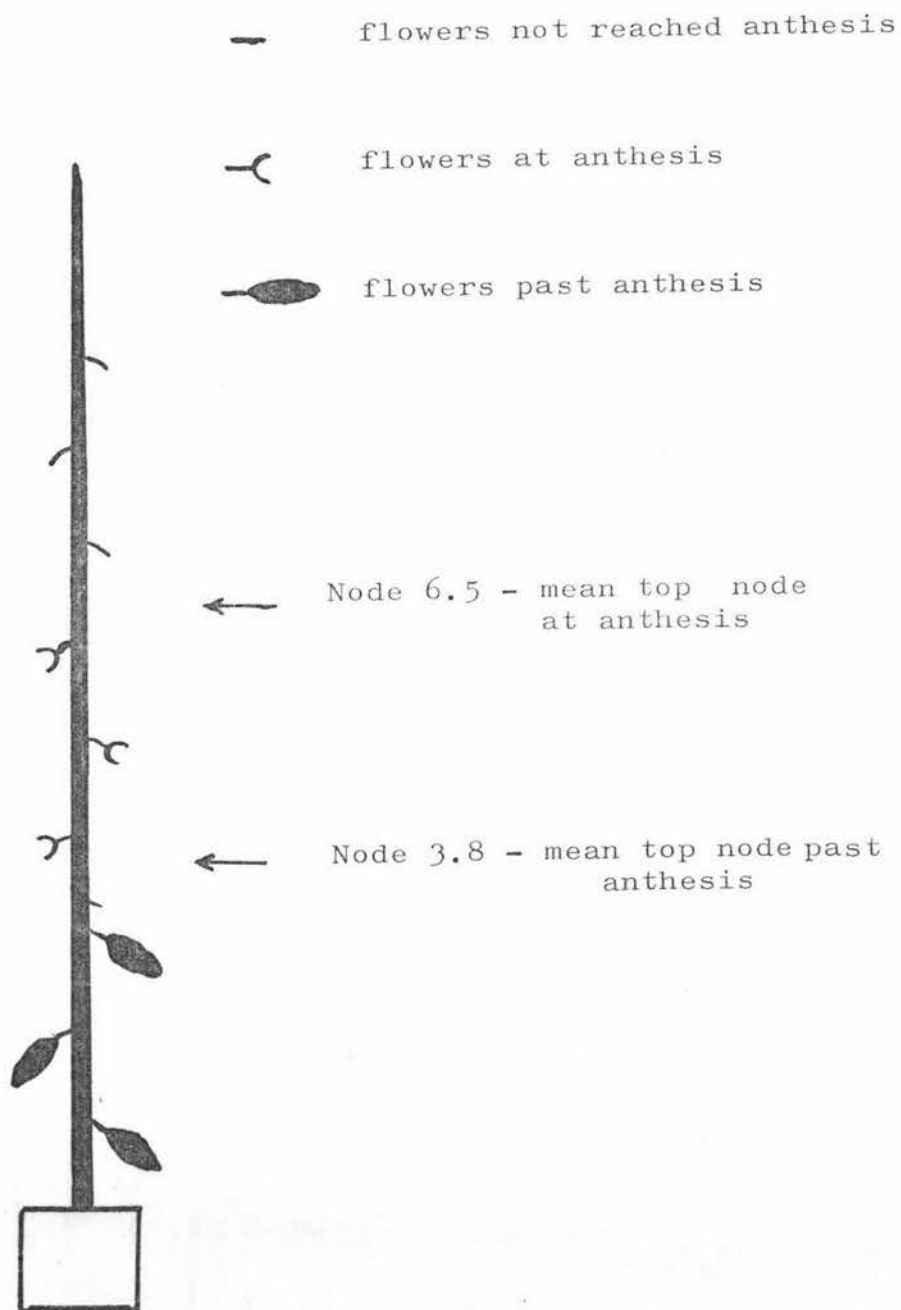 flowers not reached anthesis
flowers at anthesis
flowers past anthesis
Node 6.5 - mean top node
at anthesis
Node 3.8 - mean top node past
anthesis